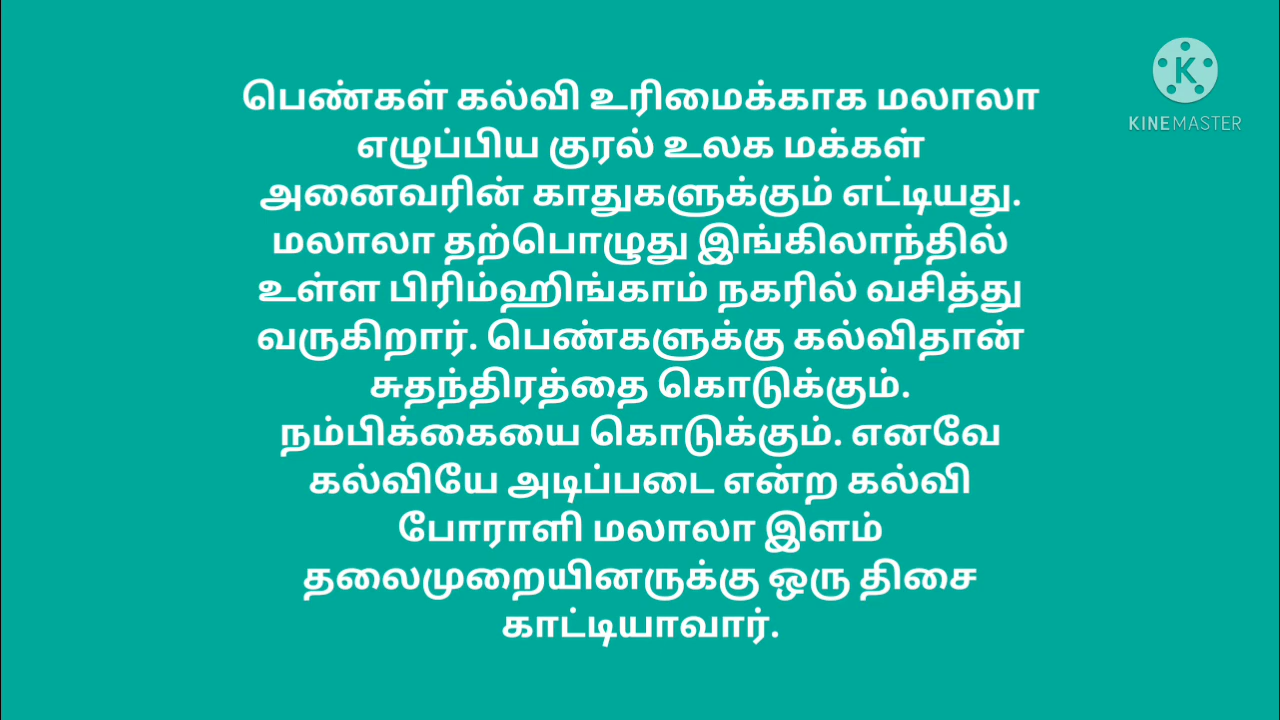 பெண்கள் கல்வி உரிமைக்காக மலாலா
எழுப்பிய குரல் உலக மக்கள்
அனைவரின் காதுகளுக்கும் எட்டியது.
மலாலா தற்பொழுது இங்கிலாந்தில்
உள்ள பிரிம்ஹிங்காம் நகரில் வசித்து
வருகிறார். பெண்களுக்கு கல்விதான்
சுதந்திரத்தை கொடுக்கும்.
நம்பிக்கையை கொடுக்கும். எனவே
கல்வியே அடிப்படை என்ற கல்வி
போராளி மலாலா இளம்
தலைமுறையினருக்கு ஒரு திசை
காட்டியாவார்.
K
KINEMASTER